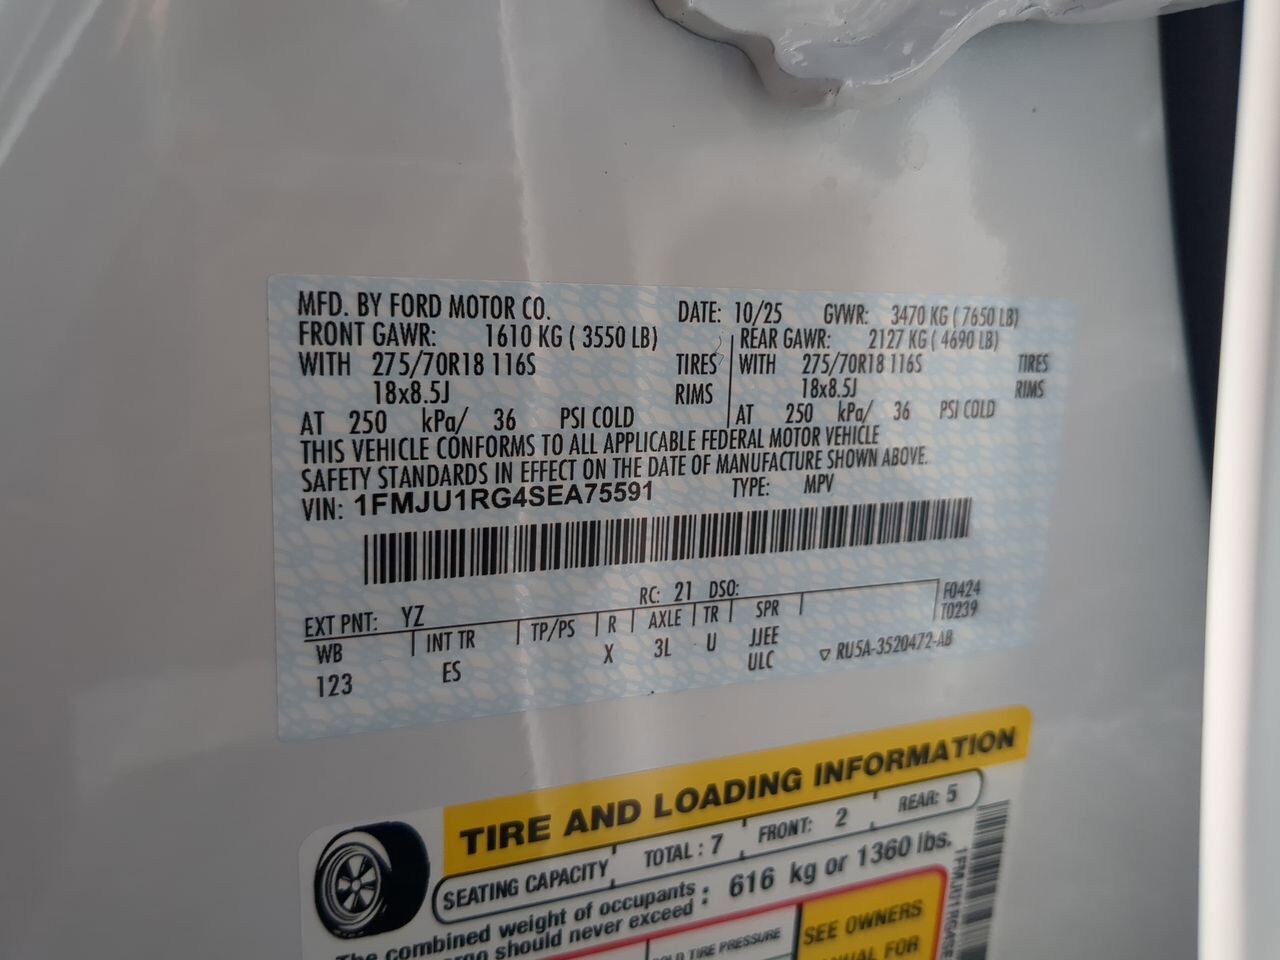 MFD. BY FORD MOTOR CO. DATE: 10/25 GVWR: 3470 KG ( 7650 LB)
FRONT GAWR: 1610 KG ( 3550 LB) REAR GAWR: 2127 KG ( 4690 LB)
WITH 275/70R18 116S TIRES WITH 275/70R18 116S TIRES
18x8.5J RIMS 18x8.5J RIMS
AT 250 kPa/ 36 PSI COLD AT 250 kPa/ 36 PSI COLD
THIS VEHICLE CONFORMS TO ALL APPLICABLE FEDERAL MOTOR VEHICLE
SAFETY STANDARDS IN EFFECT ON THE DATE OF MANUFACTURE SHOWN ABOVE.
VIN: 1FMJU1RG4SEA75591 TYPE: MPV
EXT PNT: YZ RC: 21 DSO: F0424
WB INT TR TP/PS R AXLE TR SPR T0239
123 ES X 3L U JJEE
ULC ▽ RU5A-3520472-AB
TIRE AND LOADING INFORMATION
SEATING CAPACITY TOTAL : 7 FRONT: 2 REAR: 5
The combined weight of occupants
should never exceed : 616 kg or 1360 lbs.
TIRE PRESSURE
SEE OWNERS
MANUAL FOR